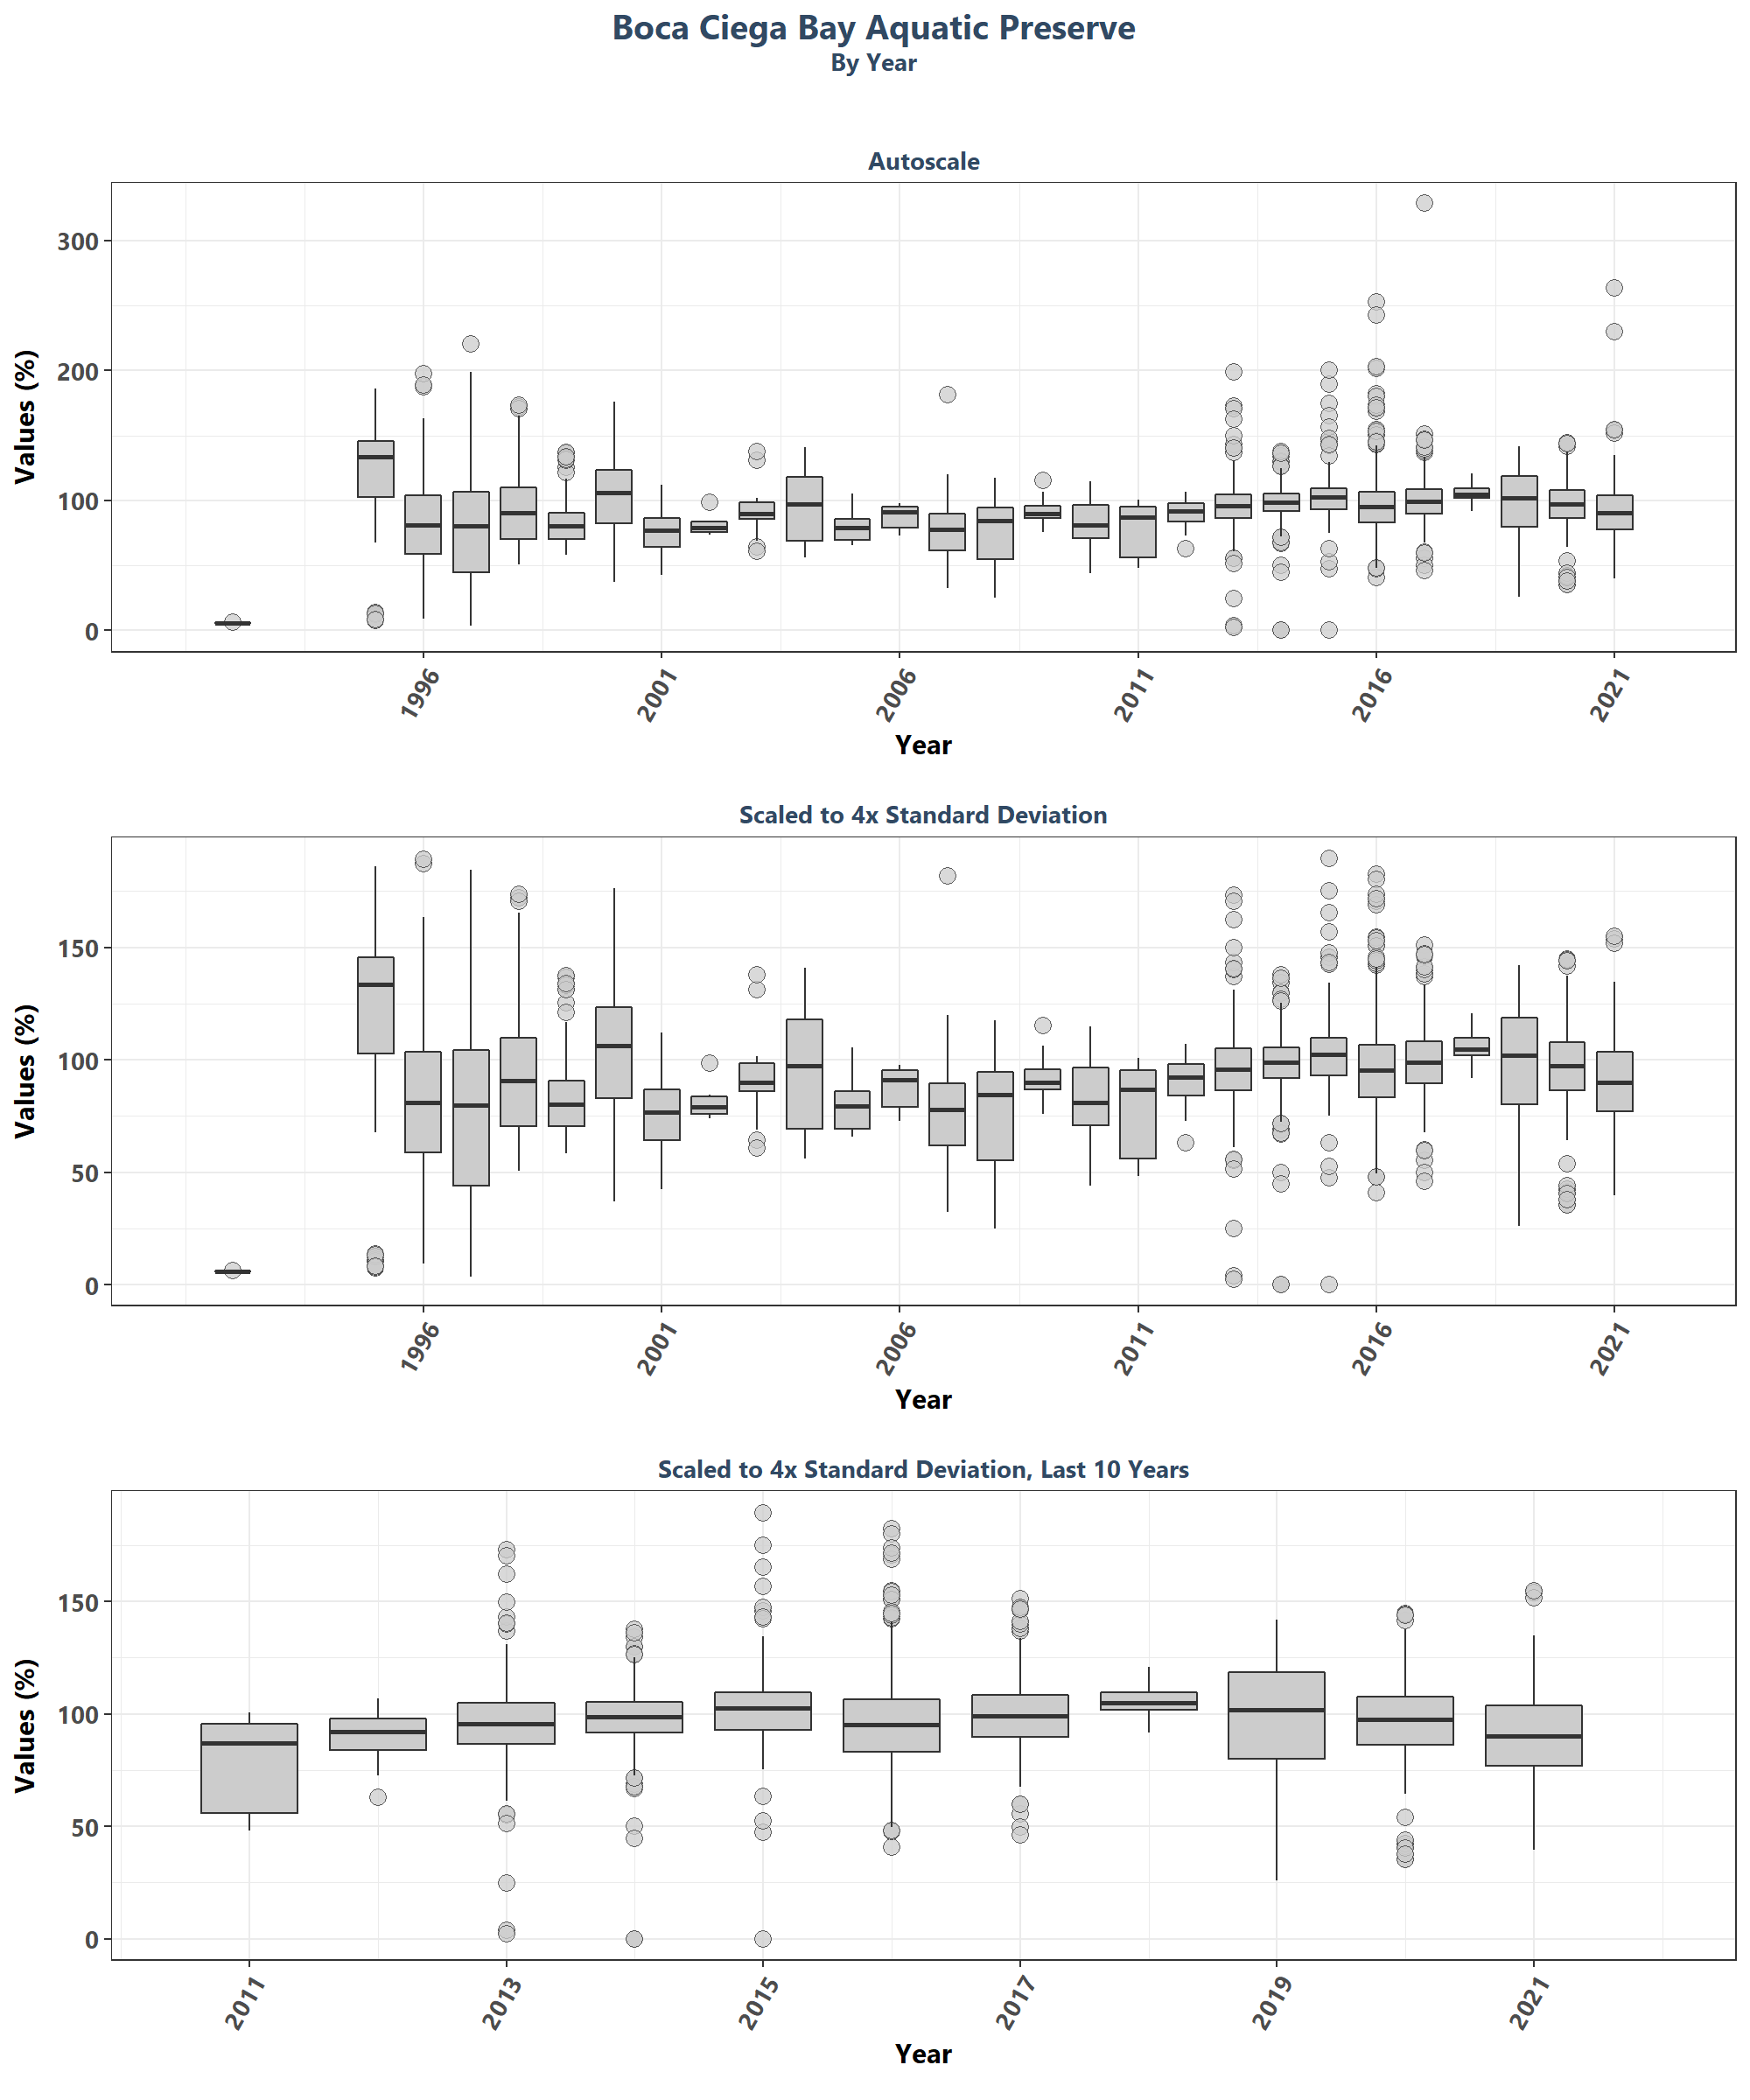 Boca Ciega Bay Aquatic Preserve
By Year
Autoscale
Values (%)
300
200
100
0
1996 2001 2006 2011 2016 2021
Year
Scaled to 4x Standard Deviation
Values (%)
150
100
50
0
1996 2001 2006 2011 2016 2021
Year
Scaled to 4x Standard Deviation, Last 10 Years
Values (%)
150
100
50
0
2011 2013 2015 2017 2019 2021
Year